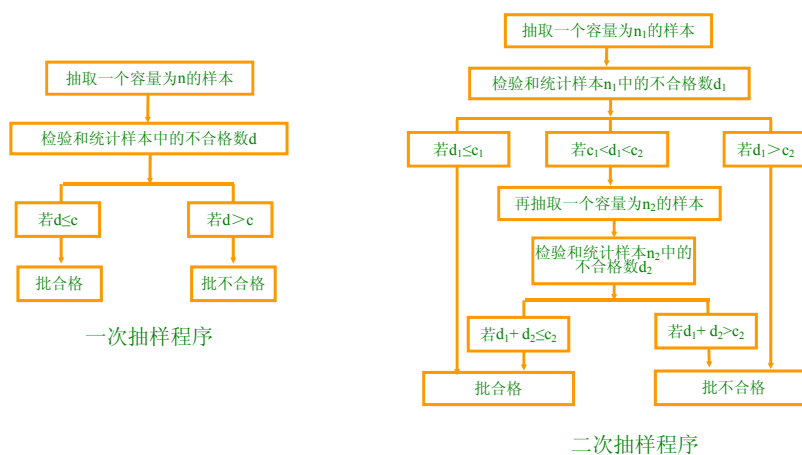 抽取一个容量为n的样本
检验和统计样本中的不合格数d
若d≤c
若d＞c
批合格
批不合格
一次抽样程序
抽取一个容量为n₁的样本
检验和统计样本n₁中的不合格数d₁
若d₁≤c₁
若c₁<d₁<c₂
若d₁＞c₂
再抽取一个容量为n₂的样本
检验和统计样本n₂中的
不合格数d₂
若d₁+ d₂≤c₂
若d₁+ d₂>c₂
批合格
批不合格
二次抽样程序